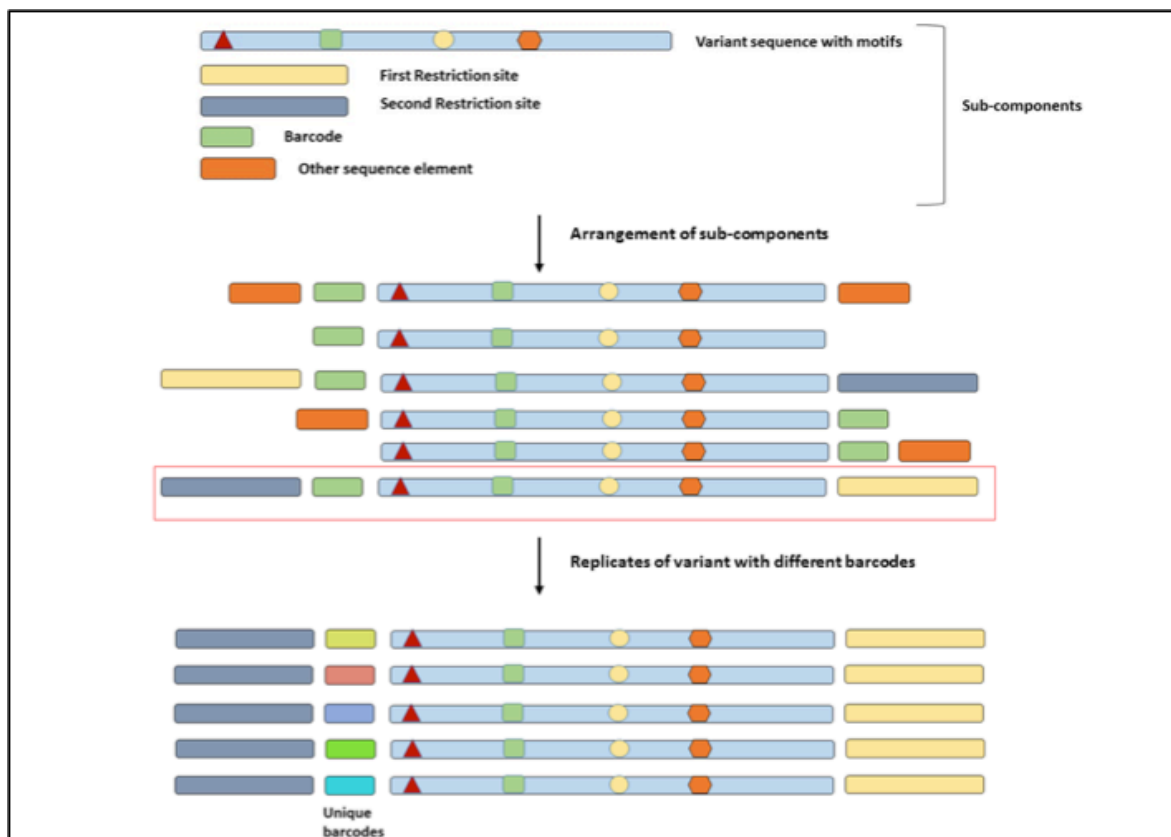 Variant sequence with motifs
First Restriction site
Second Restriction site
Sub-components
Barcode
Other sequence element
Arrangement of sub-components
Replicates of variant with different barcodes
Unique
barcodes